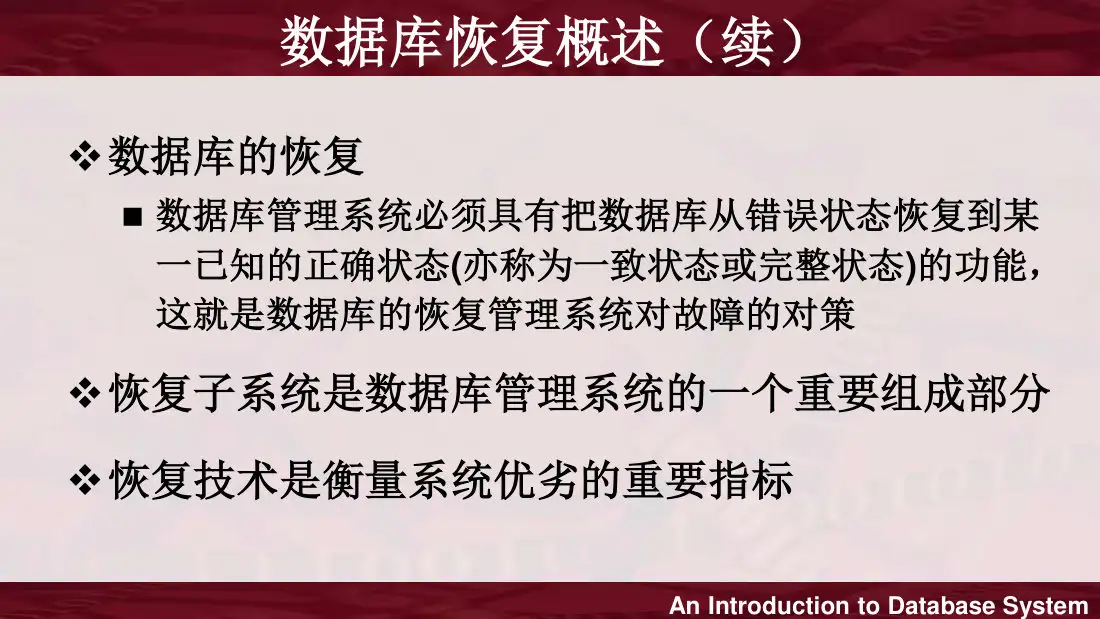 数据库恢复概述（续）
数据库的恢复
数据库管理系统必须具有把数据库从错误状态恢复到某
一已知的正确状态(亦称为一致状态或完整状态)的功能，
这就是数据库的恢复管理系统对故障的对策
恢复子系统是数据库管理系统的一个重要组成部分
恢复技术是衡量系统优劣的重要指标
An Introduction to Database System